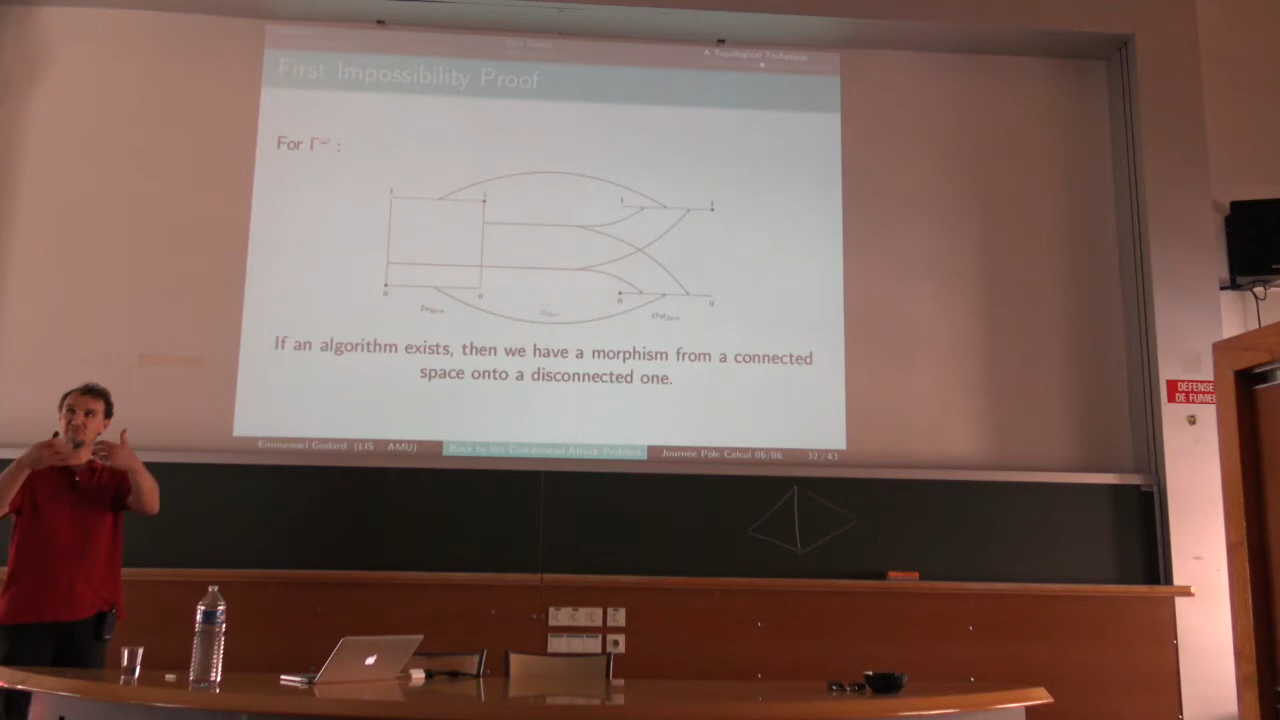 A Topological Technique
First Impossibility Proof
For Γω :
1
1
1
1
0
0
0
0
If an algorithm exists, then we have a morphism from a connected
space onto a disconnected one.
Emmanuel Godard (LIS - AMU)
Back to the Coordinated Attack Problem
Journée Pôle Calcul 06/06
32 / 43
DÉFENSE
DE FUMER